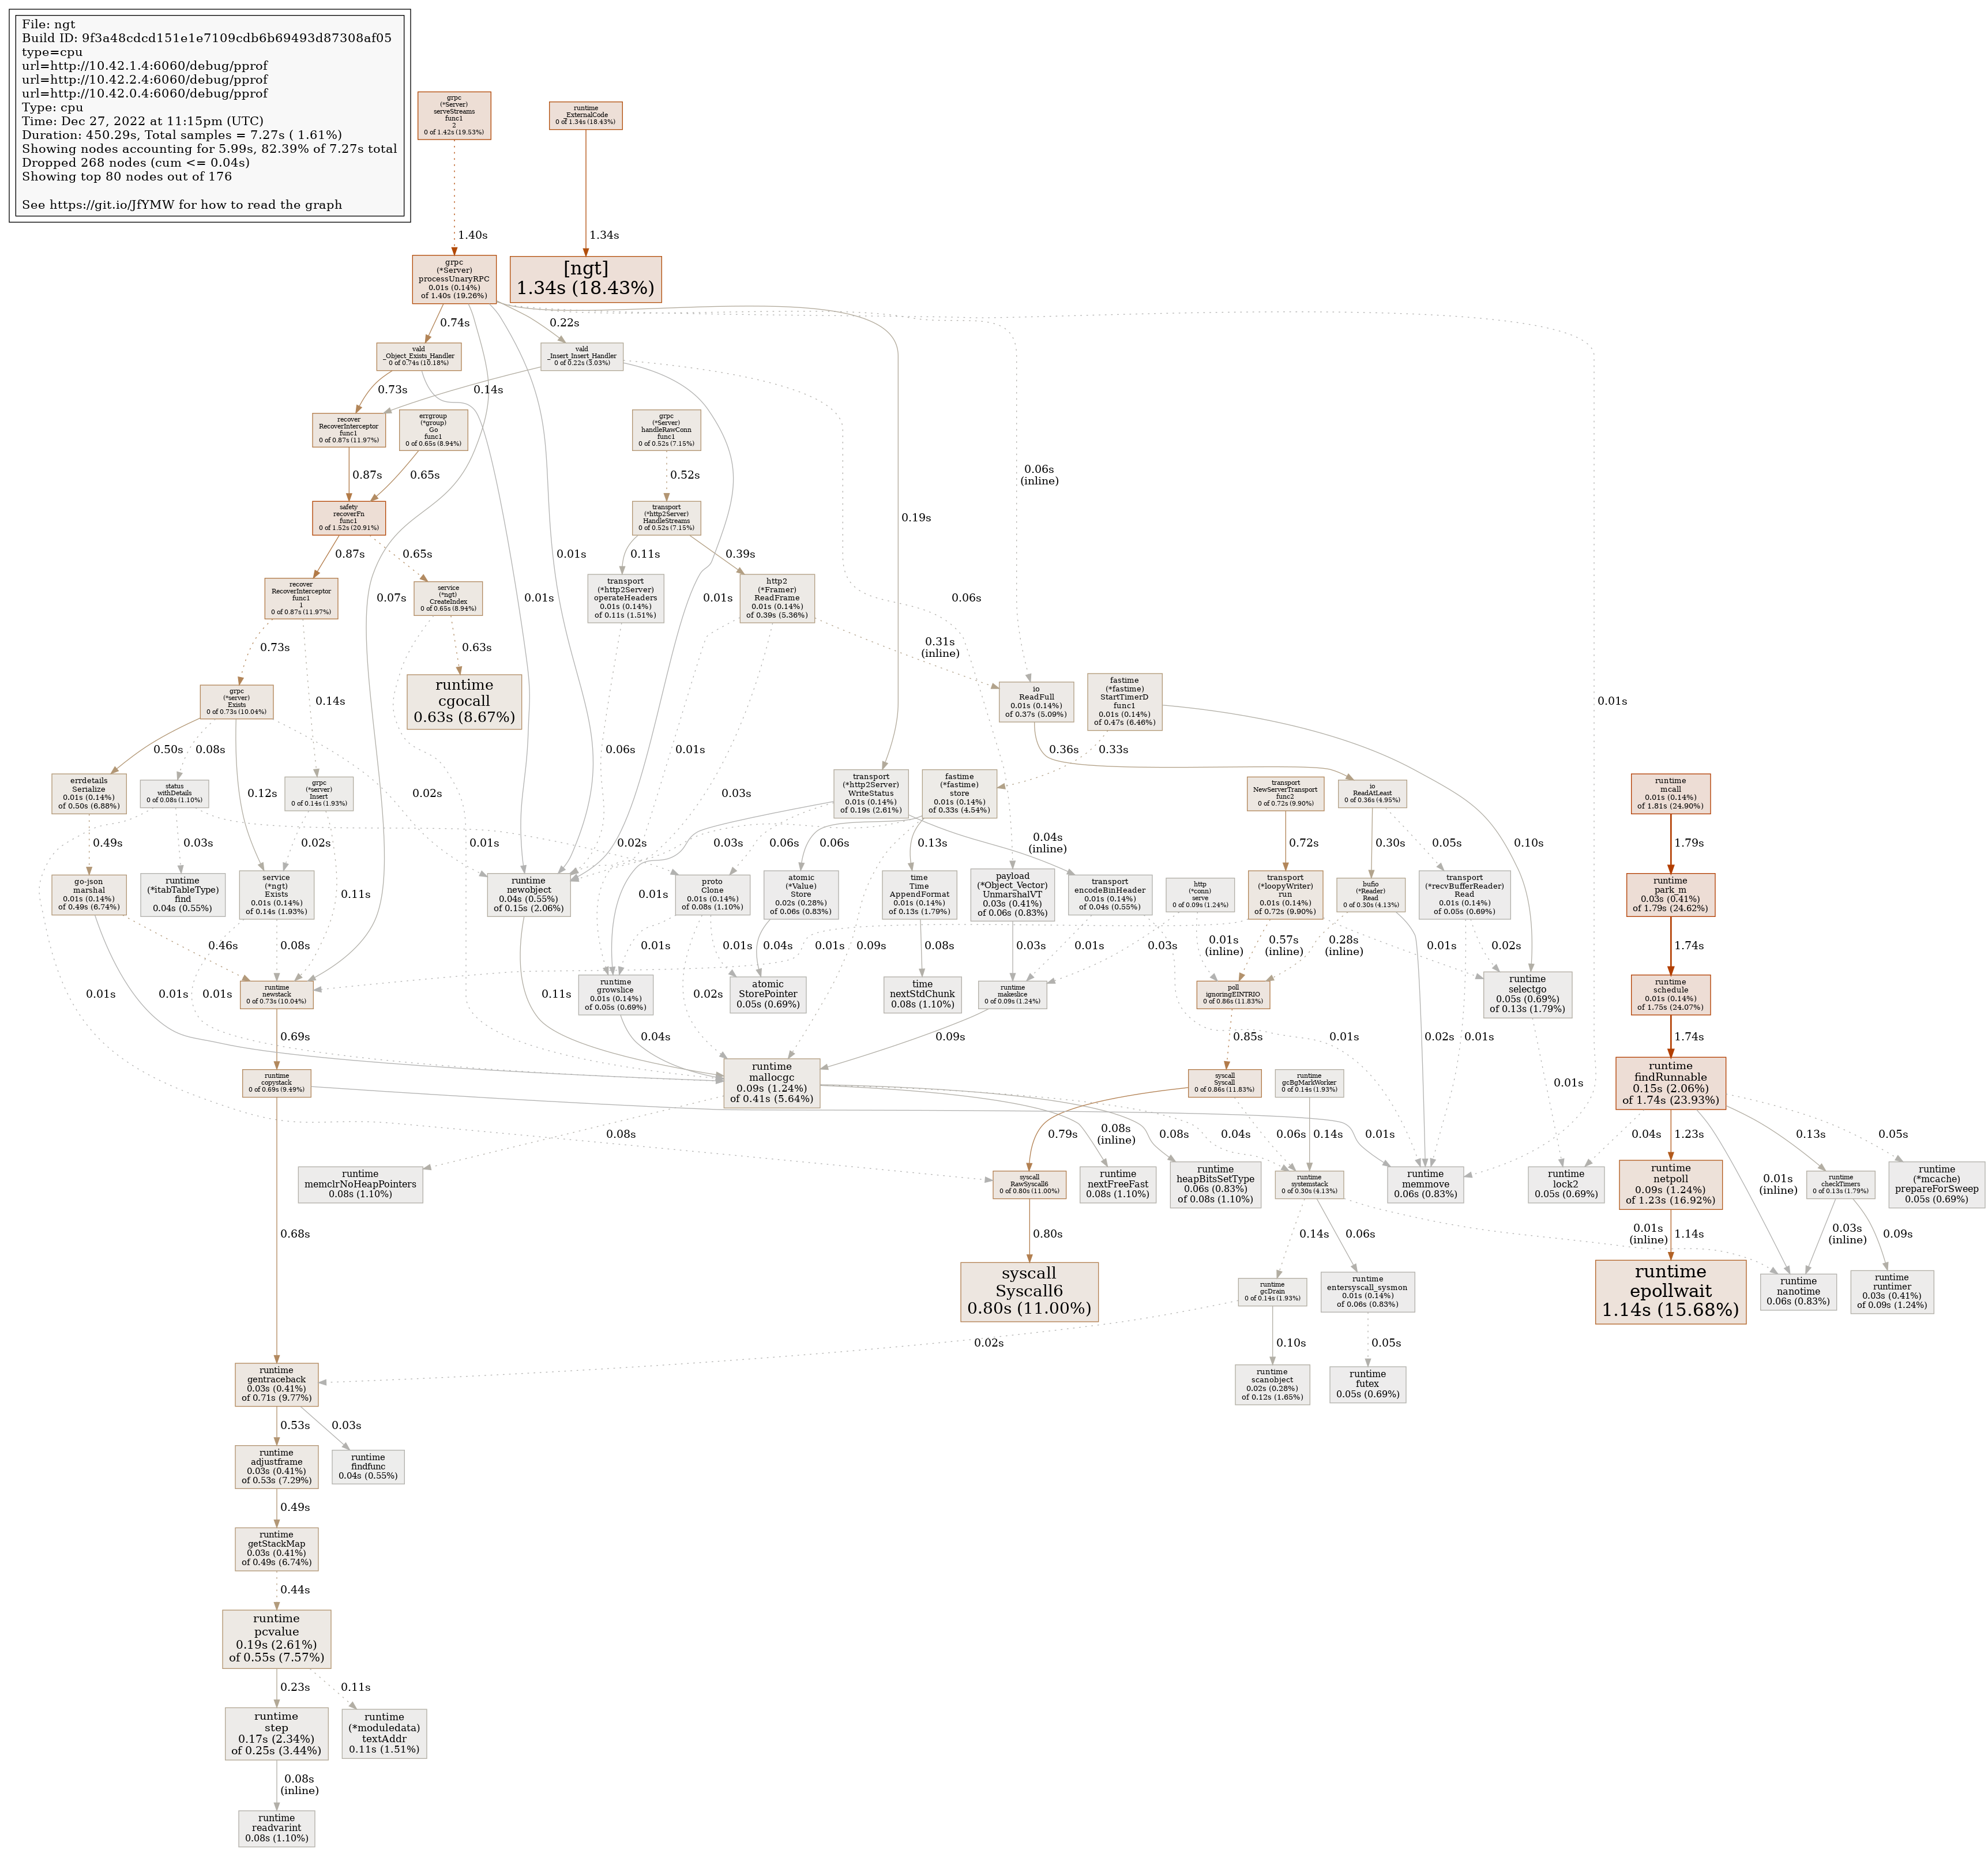 File: ngt
Build ID: 9f3a48cdcd151e1e7109cdb6b69493d87308af05
type=cpu
url=http://10.42.1.4:6060/debug/pprof
url=http://10.42.2.4:6060/debug/pprof
url=http://10.42.0.4:6060/debug/pprof
Type: cpu
Time: Dec 27, 2022 at 11:15pm (UTC)
Duration: 450.29s, Total samples = 7.27s ( 1.61%)
Showing nodes accounting for 5.99s, 82.39% of 7.27s total
Dropped 268 nodes (cum <= 0.04s)
Showing top 80 nodes out of 176
See https://git.io/JfYMW for how to read the graph
grpc
(*Server)
serveStreams
func1
2
0 of 1.42s (19.53%)
runtime
_ExternalCode
0 of 1.34s (18.43%)
1.40s
1.34s
grpc
(*Server)
processUnaryRPC
0.01s (0.14%)
of 1.40s (19.26%)
[ngt]
1.34s (18.43%)
0.74s
0.22s
vald
_Object_Exists_Handler
0 of 0.74s (10.18%)
vald
_Insert_Insert_Handler
0 of 0.22s (3.03%)
0.73s
0.14s
recover
RecoverInterceptor
func1
0 of 0.87s (11.97%)
errgroup
(*group)
Go
func1
0 of 0.65s (8.94%)
grpc
(*Server)
handleRawConn
func1
0 of 0.52s (7.15%)
0.87s
0.65s
0.52s
0.06s
(inline)
safety
recoverFn
func1
0 of 1.52s (20.91%)
transport
(*http2Server)
HandleStreams
0 of 0.52s (7.15%)
0.19s
0.87s
0.65s
0.01s
0.11s
0.39s
recover
RecoverInterceptor
func1
1
0 of 0.87s (11.97%)
service
(*ngt)
CreateIndex
0 of 0.65s (8.94%)
transport
(*http2Server)
operateHeaders
0.01s (0.14%)
of 0.11s (1.51%)
http2
(*Framer)
ReadFrame
0.01s (0.14%)
of 0.39s (5.36%)
0.07s
0.01s
0.01s
0.06s
0.73s
0.63s
0.31s
(inline)
0.14s
0.01s
grpc
(*server)
Exists
0 of 0.73s (10.04%)
runtime
cgocall
0.63s (8.67%)
io
ReadFull
0.01s (0.14%)
of 0.37s (5.09%)
fastime
(*fastime)
StartTimerD
func1
0.01s (0.14%)
of 0.47s (6.46%)
0.50s
0.08s
0.06s
0.01s
0.36s
0.33s
errdetails
Serialize
0.01s (0.14%)
of 0.50s (6.88%)
status
withDetails
0 of 0.08s (1.10%)
0.12s
grpc
(*server)
Insert
0 of 0.14s (1.93%)
0.02s
0.03s
transport
(*http2Server)
WriteStatus
0.01s (0.14%)
of 0.19s (2.61%)
fastime
(*fastime)
store
0.01s (0.14%)
of 0.33s (4.54%)
transport
NewServerTransport
func2
0 of 0.72s (9.90%)
io
ReadAtLeast
0 of 0.36s (4.95%)
runtime
mcall
0.01s (0.14%)
of 1.81s (24.90%)
0.49s
0.03s
0.02s
0.01s
0.02s
0.03s
0.06s
0.06s
0.13s
0.04s
(inline)
0.72s
0.30s
0.05s
0.10s
1.79s
go-json
marshal
0.01s (0.14%)
of 0.49s (6.74%)
runtime
(*itabTableType)
find
0.04s (0.55%)
service
(*ngt)
Exists
0.01s (0.14%)
of 0.14s (1.93%)
0.11s
runtime
newobject
0.04s (0.55%)
of 0.15s (2.06%)
0.01s
proto
Clone
0.01s (0.14%)
of 0.08s (1.10%)
atomic
(*Value)
Store
0.02s (0.28%)
of 0.06s (0.83%)
time
Time
AppendFormat
0.01s (0.14%)
of 0.13s (1.79%)
payload
(*Object_Vector)
UnmarshalVT
0.03s (0.41%)
of 0.06s (0.83%)
transport
encodeBinHeader
0.01s (0.14%)
of 0.04s (0.55%)
http
(*conn)
serve
0 of 0.09s (1.24%)
transport
(*loopyWriter)
run
0.01s (0.14%)
of 0.72s (9.90%)
bufio
(*Reader)
Read
0 of 0.30s (4.13%)
transport
(*recvBufferReader)
Read
0.01s (0.14%)
of 0.05s (0.69%)
runtime
park_m
0.03s (0.41%)
of 1.79s (24.62%)
0.46s
0.08s
0.01s
0.01s
0.04s
0.01s
0.09s
0.08s
0.03s
0.01s
0.03s
0.01s
(inline)
0.57s
(inline)
0.28s
(inline)
0.01s
0.02s
1.74s
0.01s
0.01s
0.01s
runtime
newstack
0 of 0.73s (10.04%)
runtime
growslice
0.01s (0.14%)
of 0.05s (0.69%)
atomic
StorePointer
0.05s (0.69%)
time
nextStdChunk
0.08s (1.10%)
runtime
makeslice
0 of 0.09s (1.24%)
poll
ignoringEINTRIO
0 of 0.86s (11.83%)
runtime
selectgo
0.05s (0.69%)
of 0.13s (1.79%)
runtime
schedule
0.01s (0.14%)
of 1.75s (24.07%)
0.69s
0.11s
0.04s
0.02s
0.09s
0.01s
0.85s
0.02s
0.01s
1.74s
runtime
copystack
0 of 0.69s (9.49%)
runtime
mallocgc
0.09s (1.24%)
of 0.41s (5.64%)
syscall
Syscall
0 of 0.86s (11.83%)
runtime
gcBgMarkWorker
0 of 0.14s (1.93%)
0.01s
runtime
findRunnable
0.15s (2.06%)
of 1.74s (23.93%)
0.08s
0.08s
(inline)
0.08s
0.04s
0.79s
0.06s
0.14s
0.01s
0.04s
1.23s
0.13s
0.05s
runtime
memclrNoHeapPointers
0.08s (1.10%)
syscall
RawSyscall6
0 of 0.80s (11.00%)
runtime
nextFreeFast
0.08s (1.10%)
runtime
heapBitsSetType
0.06s (0.83%)
of 0.08s (1.10%)
runtime
systemstack
0 of 0.30s (4.13%)
runtime
memmove
0.06s (0.83%)
runtime
lock2
0.05s (0.69%)
runtime
netpoll
0.09s (1.24%)
of 1.23s (16.92%)
0.01s
(inline)
runtime
checkTimers
0 of 0.13s (1.79%)
runtime
(*mcache)
prepareForSweep
0.05s (0.69%)
0.68s
0.80s
0.14s
0.06s
0.01s
(inline)
1.14s
0.03s
(inline)
0.09s
syscall
Syscall6
0.80s (11.00%)
runtime
gcDrain
0 of 0.14s (1.93%)
runtime
entersyscall_sysmon
0.01s (0.14%)
of 0.06s (0.83%)
runtime
epollwait
1.14s (15.68%)
runtime
nanotime
0.06s (0.83%)
runtime
runtimer
0.03s (0.41%)
of 0.09s (1.24%)
0.02s
0.10s
0.05s
runtime
gentraceback
0.03s (0.41%)
of 0.71s (9.77%)
runtime
scanobject
0.02s (0.28%)
of 0.12s (1.65%)
runtime
futex
0.05s (0.69%)
0.53s
0.03s
runtime
adjustframe
0.03s (0.41%)
of 0.53s (7.29%)
runtime
findfunc
0.04s (0.55%)
0.49s
runtime
getStackMap
0.03s (0.41%)
of 0.49s (6.74%)
0.44s
runtime
pcvalue
0.19s (2.61%)
of 0.55s (7.57%)
0.23s
0.11s
runtime
step
0.17s (2.34%)
of 0.25s (3.44%)
runtime
(*moduledata)
textAddr
0.11s (1.51%)
0.08s
(inline)
runtime
readvarint
0.08s (1.10%)